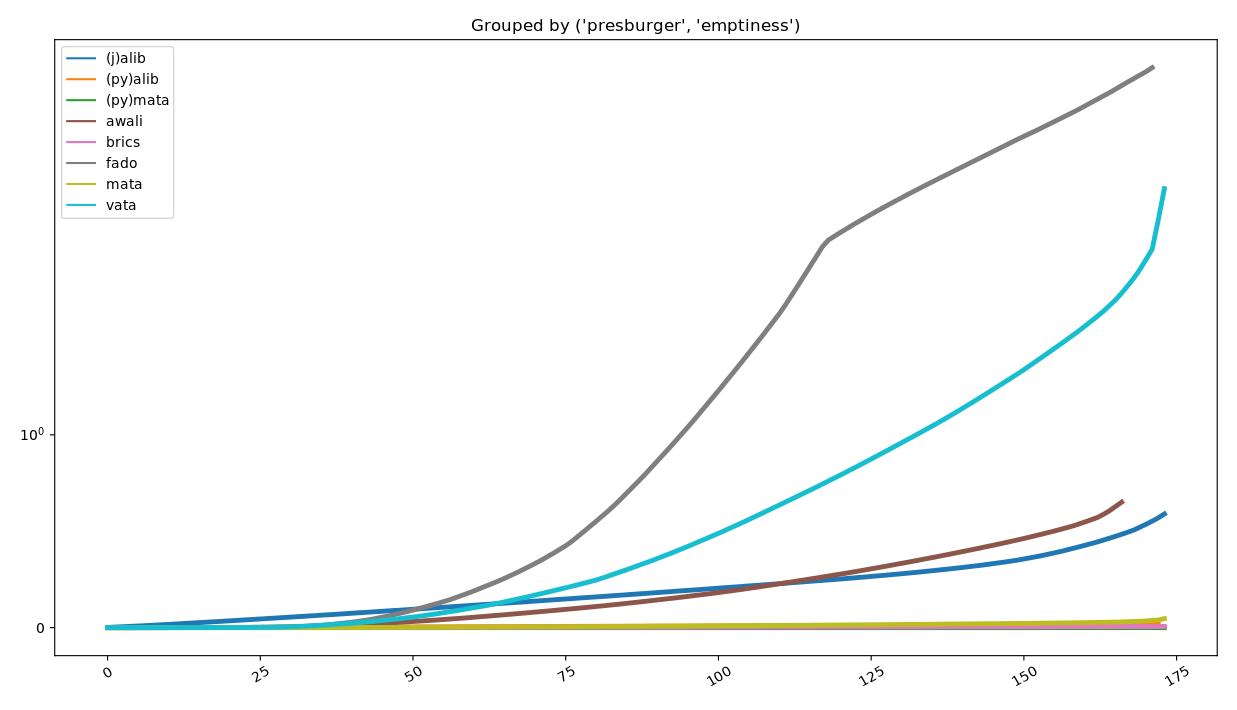 Grouped by ('presburger', 'emptiness')
(j)alib
(py)alib
(py)mata
awali
brics
fado
mata
vata
10⁰
0
0
25
50
75
100
125
150
175